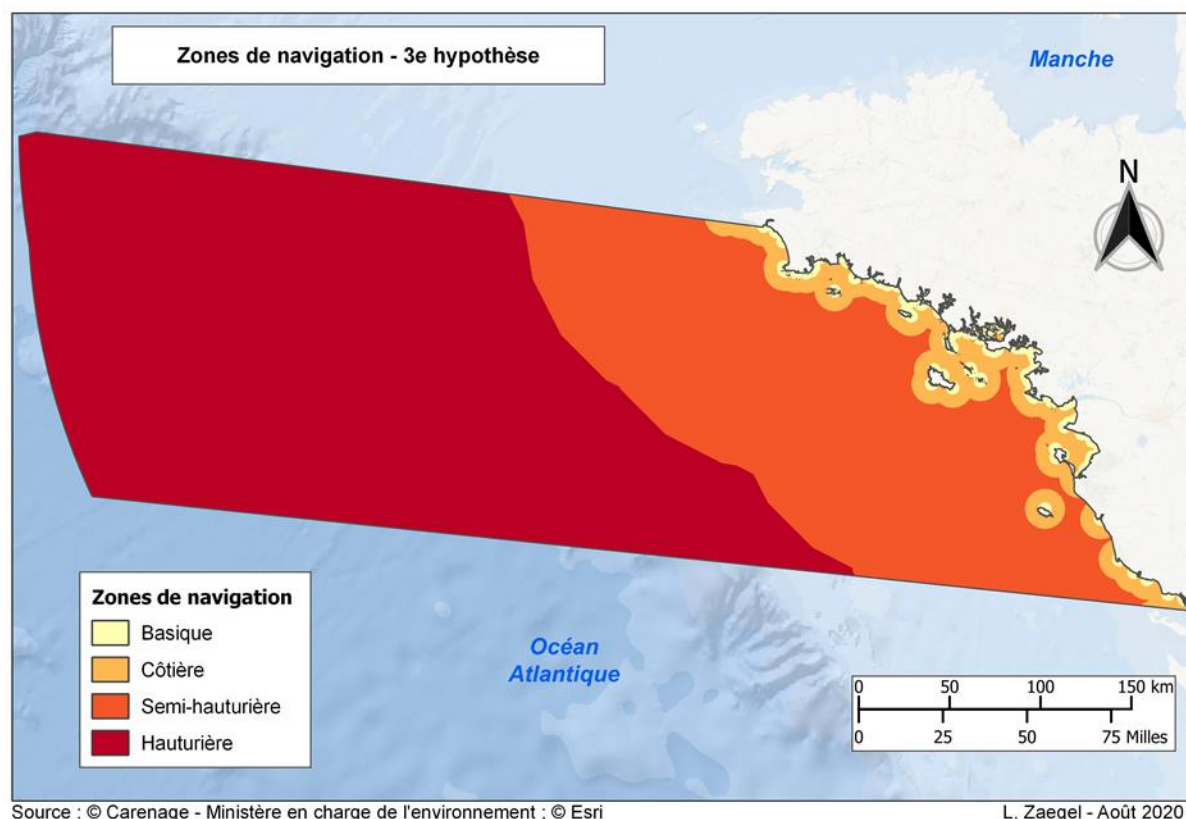 Zones de navigation - 3e hypothèse
Manche
N
Zones de navigation
Basique
Côtière
Semi-hauturière
Hauturière
Océan
Atlantique
0 50 100 150 km
0 25 50 75 Milles
Source : © Carenage - Ministère en charge de l'environnement ; © Esri
L. Zaegel - Août 2020